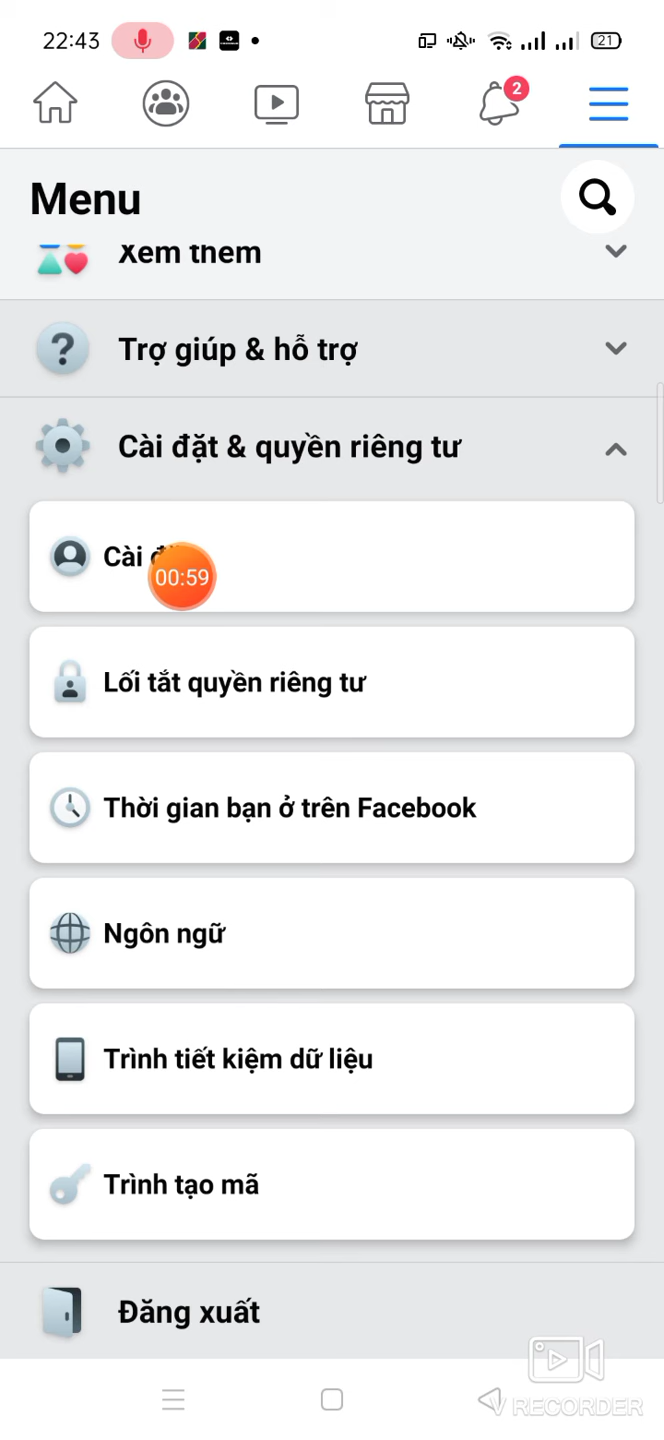 22:43
21
2
Menu
Xem thêm
Trợ giúp & hỗ trợ
Cài đặt & quyền riêng tư
Cài
00:59
Lối tắt quyền riêng tư
Thời gian bạn ở trên Facebook
Ngôn ngữ
Trình tiết kiệm dữ liệu
Trình tạo mã
Đăng xuất
V RECORDER